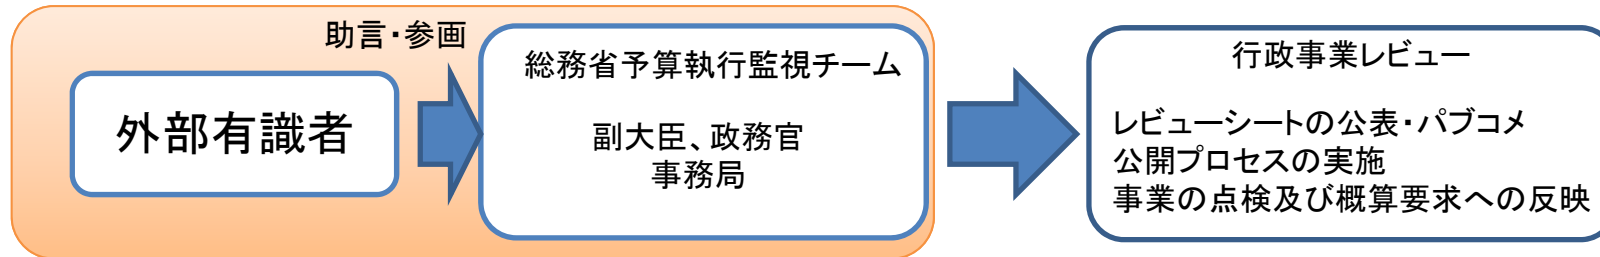 助言・参画
外部有識者
総務省予算執行監視チーム
副大臣、政務官
事務局
行政事業レビュー
レビューシートの公表・パブコメ
公開プロセスの実施
事業の点検及び概算要求への反映